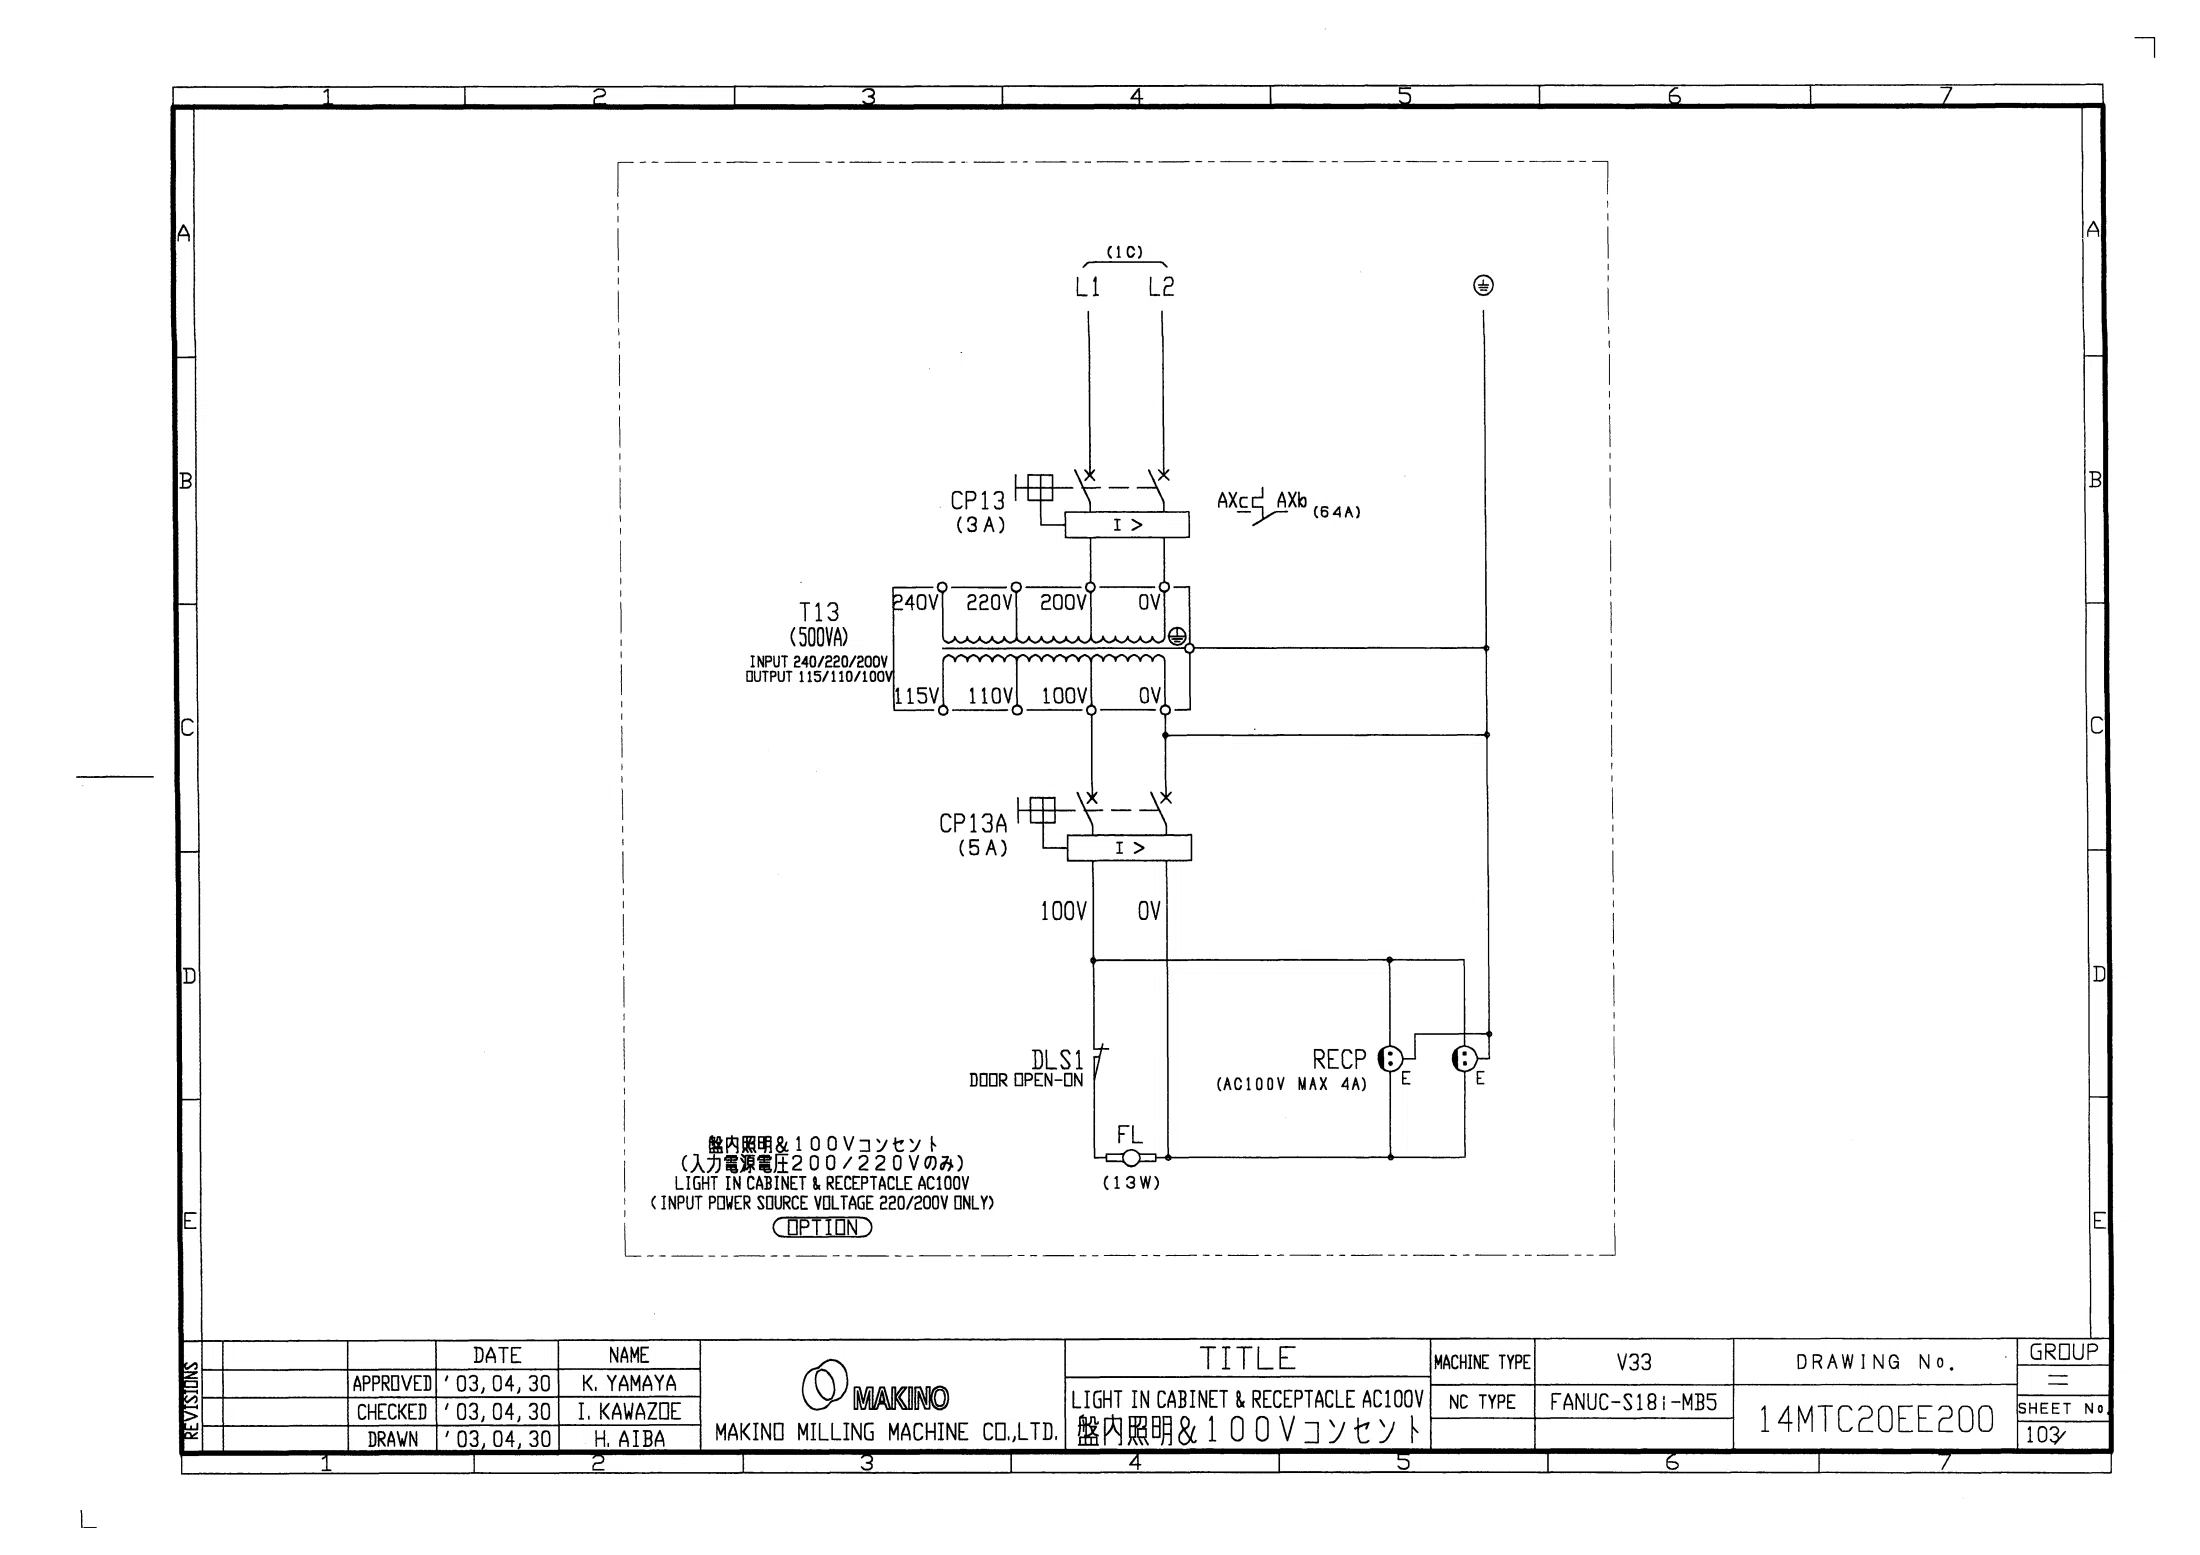 1 2 3 4 5 6 7
A A
(1C)
L1 L2
B B
CP13
(3A)
I >
AXc AXb (64A)
240V 220V 200V 0V
T13
(500VA)
INPUT 240/220/200V
OUTPUT 115/110/100V
115V 110V 100V 0V
C C
CP13A
(5A)
I >
100V 0V
D D
DLS1
DOOR OPEN-ON
RECP
(AC100V MAX 4A)
E E
FL
(13W)
盤内照明&100Vコンセント
(入力電源電圧200/220Vのみ)
LIGHT IN CABINET & RECEPTACLE AC100V
(INPUT POWER SOURCE VOLTAGE 220/200V ONLY)
OPTION
E E
REVISIONS
DATE NAME
APPROVED '03,04,30 K. YAMAYA
CHECKED '03,04,30 I. KAWAZOE
DRAWN '03,04,30 H. AIBA
MAKINO
MAKINO MILLING MACHINE CO.,LTD.
TITLE
LIGHT IN CABINET & RECEPTACLE AC100V
盤内照明&100Vコンセント
MACHINE TYPE V33
NC TYPE FANUC-S18i-MB5
DRAWING No.
14MTC20EE200
GROUP
=
SHEET No.
103/
1 2 3 4 5 6 7